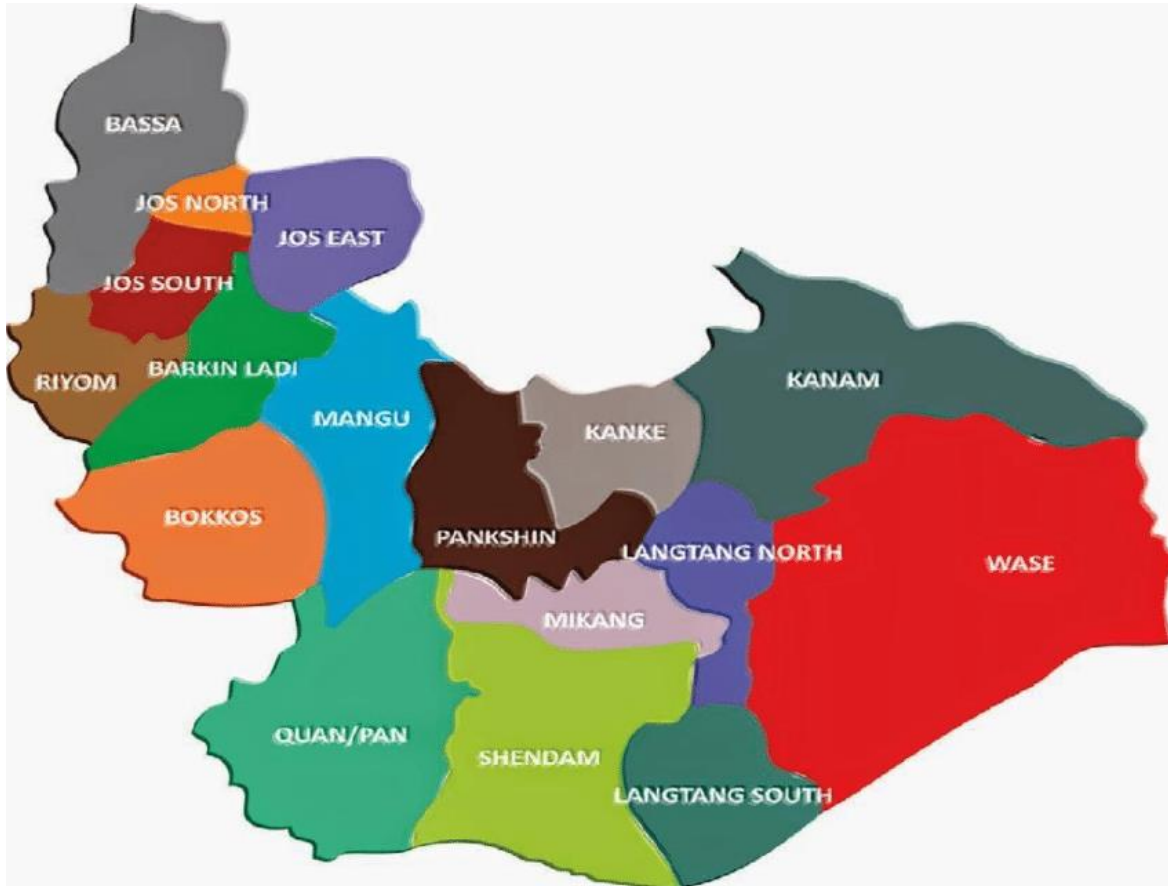 BASSA
JOS NORTH
JOS EAST
JOS SOUTH
BARKIN LADI
RIYOM
KANAM
MANGU
KANKE
BOKKOS
PANKSHIN
LANGTANG NORTH
WASE
MIKANG
QUAN/PAN
SHENDAM
LANGTANG SOUTH